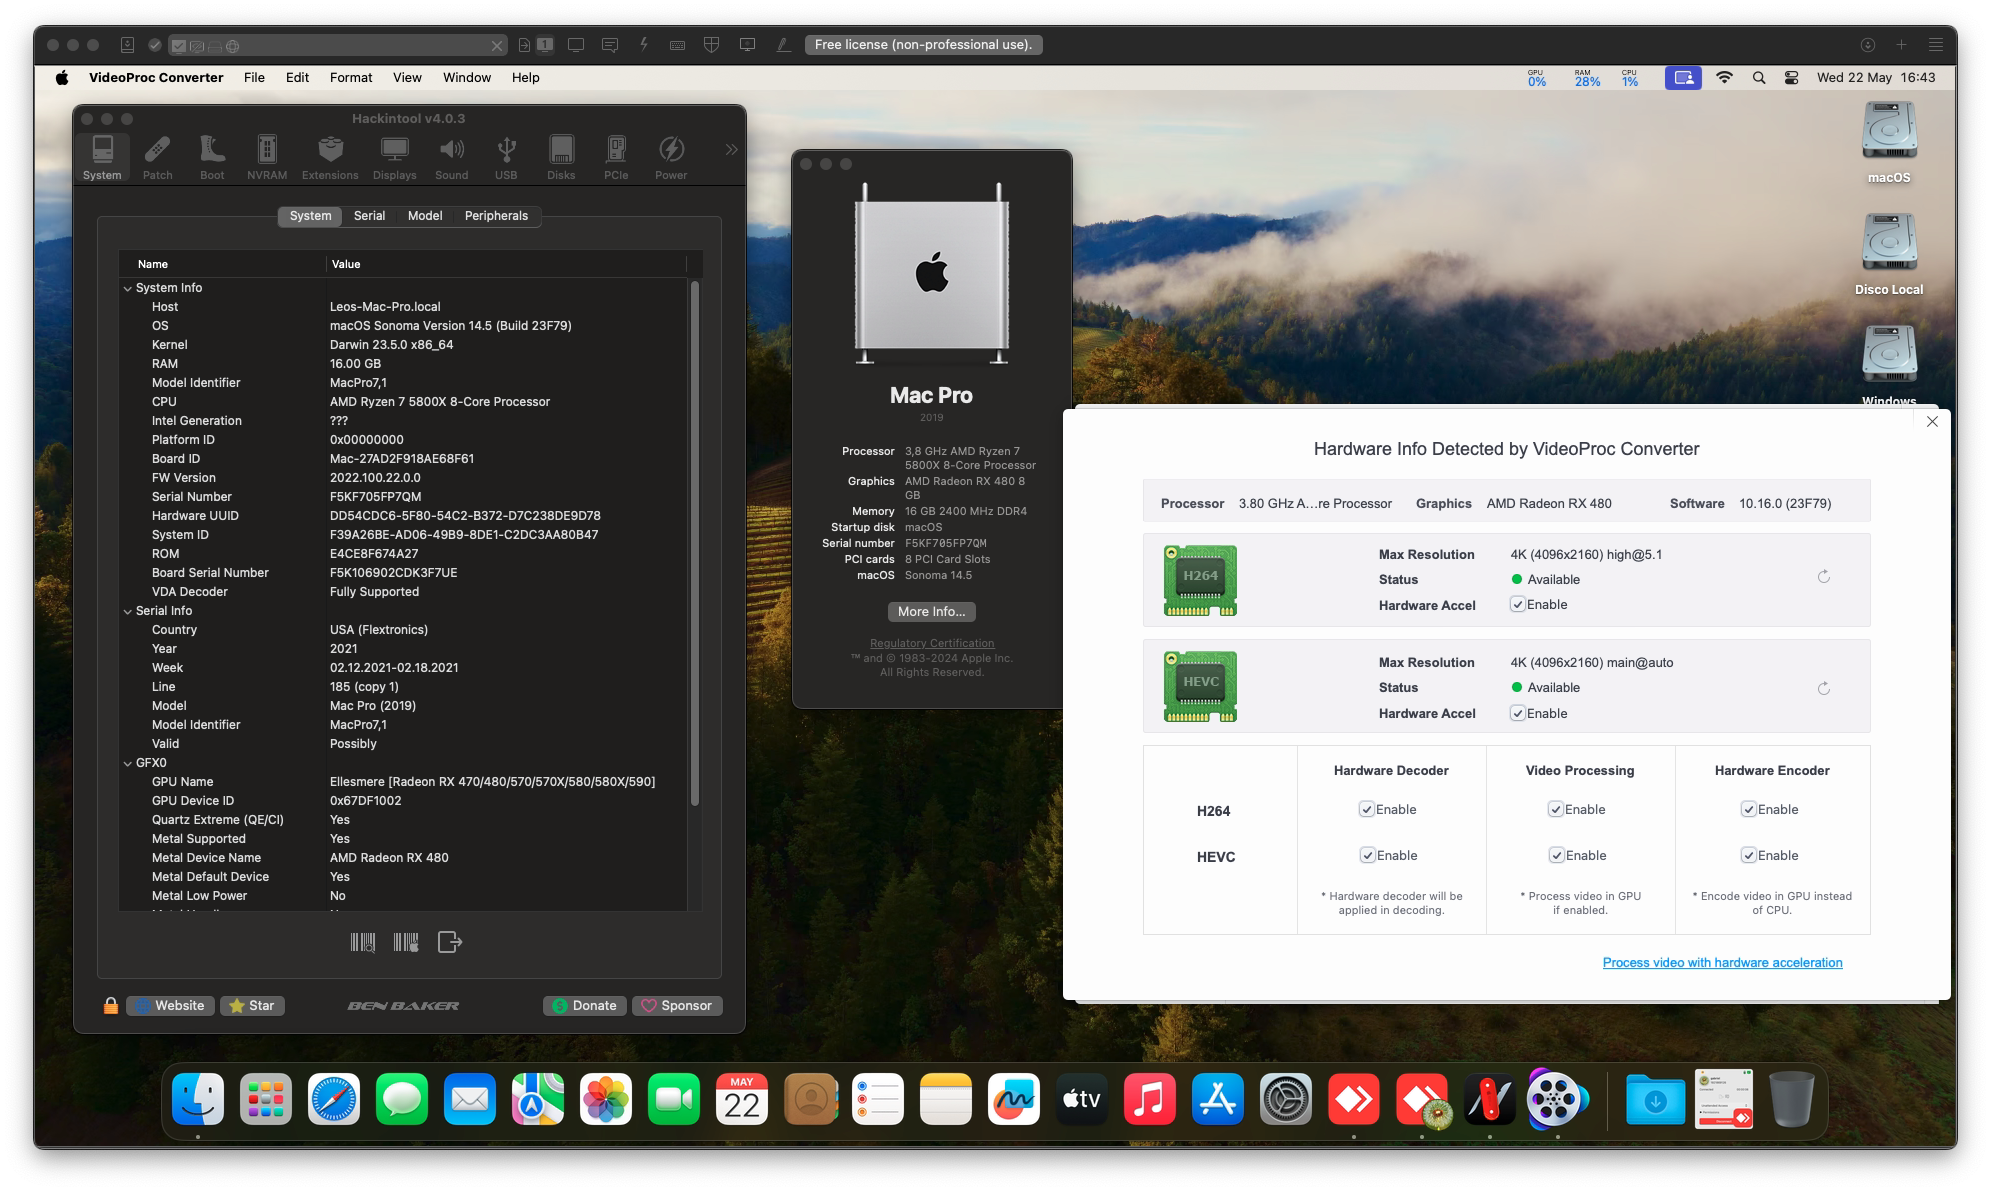 1
Free license (non-professional use).
VideoProc Converter File Edit Format View Window Help
GPU 0% RAM 28% CPU 1% Wed 22 May 16:43
Hackintool v4.0.3
System Patch Boot NVRAM Extensions Displays Sound USB Disks PCIe Power
System Serial Model Peripherals
Name Value
System Info
Host Leos-Mac-Pro.local
OS macOS Sonoma Version 14.5 (Build 23F79)
Kernel Darwin 23.5.0 x86_64
RAM 16.00 GB
Model Identifier MacPro7,1
CPU AMD Ryzen 7 5800X 8-Core Processor
Intel Generation ???
Platform ID 0x00000000
Board ID Mac-27AD2F918AE68F61
FW Version 2022.100.22.0.0
Serial Number F5KF705FP7QM
Hardware UUID DD54CDC6-5F80-54C2-B372-D7C238DE9D78
System ID F39A26BE-AD06-49B9-8DE1-C2DC3AA80B47
ROM E4CE8F674A27
Board Serial Number F5K106902CDK3F7UE
VDA Decoder Fully Supported
Serial Info
Country USA (Flextronics)
Year 2021
Week 02.12.2021-02.18.2021
Line 185 (copy 1)
Model Mac Pro (2019)
Model Identifier MacPro7,1
Valid Possibly
GFX0
GPU Name Ellesmere [Radeon RX 470/480/570/570X/580/580X/590]
GPU Device ID 0x67DF1002
Quartz Extreme (QE/CI) Yes
Metal Supported Yes
Metal Device Name AMD Radeon RX 480
Metal Default Device Yes
Metal Low Power No
Website Star BEN BAKER Donate Sponsor
Mac Pro
2019
Processor 3,8 GHz AMD Ryzen 7
5800X 8-Core Processor
Graphics AMD Radeon RX 480 8
GB
Memory 16 GB 2400 MHz DDR4
Startup disk macOS
Serial number F5KF705FP7QM
PCI cards 8 PCI Card Slots
macOS Sonoma 14.5
More Info...
Regulatory Certification
™ and © 1983-2024 Apple Inc.
All Rights Reserved.
macOS
Disco Local
Windows
Hardware Info Detected by VideoProc Converter
Processor 3.80 GHz A...re Processor Graphics AMD Radeon RX 480 Software 10.16.0 (23F79)
H264
Max Resolution 4K (4096x2160) high@5.1
Status Available
Hardware Accel Enable
HEVC
Max Resolution 4K (4096x2160) main@auto
Status Available
Hardware Accel Enable
Hardware Decoder Video Processing Hardware Encoder
H264 Enable Enable Enable
HEVC Enable Enable Enable
* Hardware decoder will be * Process video in GPU * Encode video in GPU instead
applied in decoding. if enabled. of CPU.
Process video with hardware acceleration
MAY
22
tv